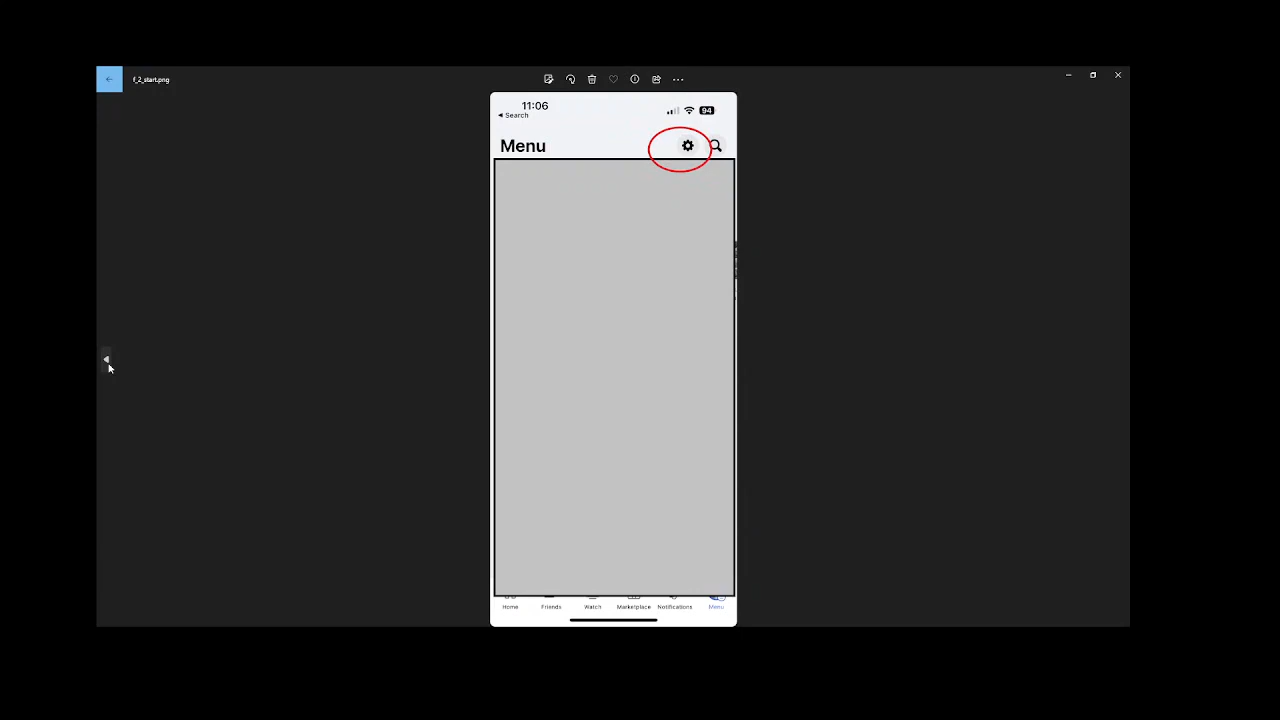 f_2_start.png
11:06
Search
94
Menu
Home Friends Watch Marketplace Notifications Menu